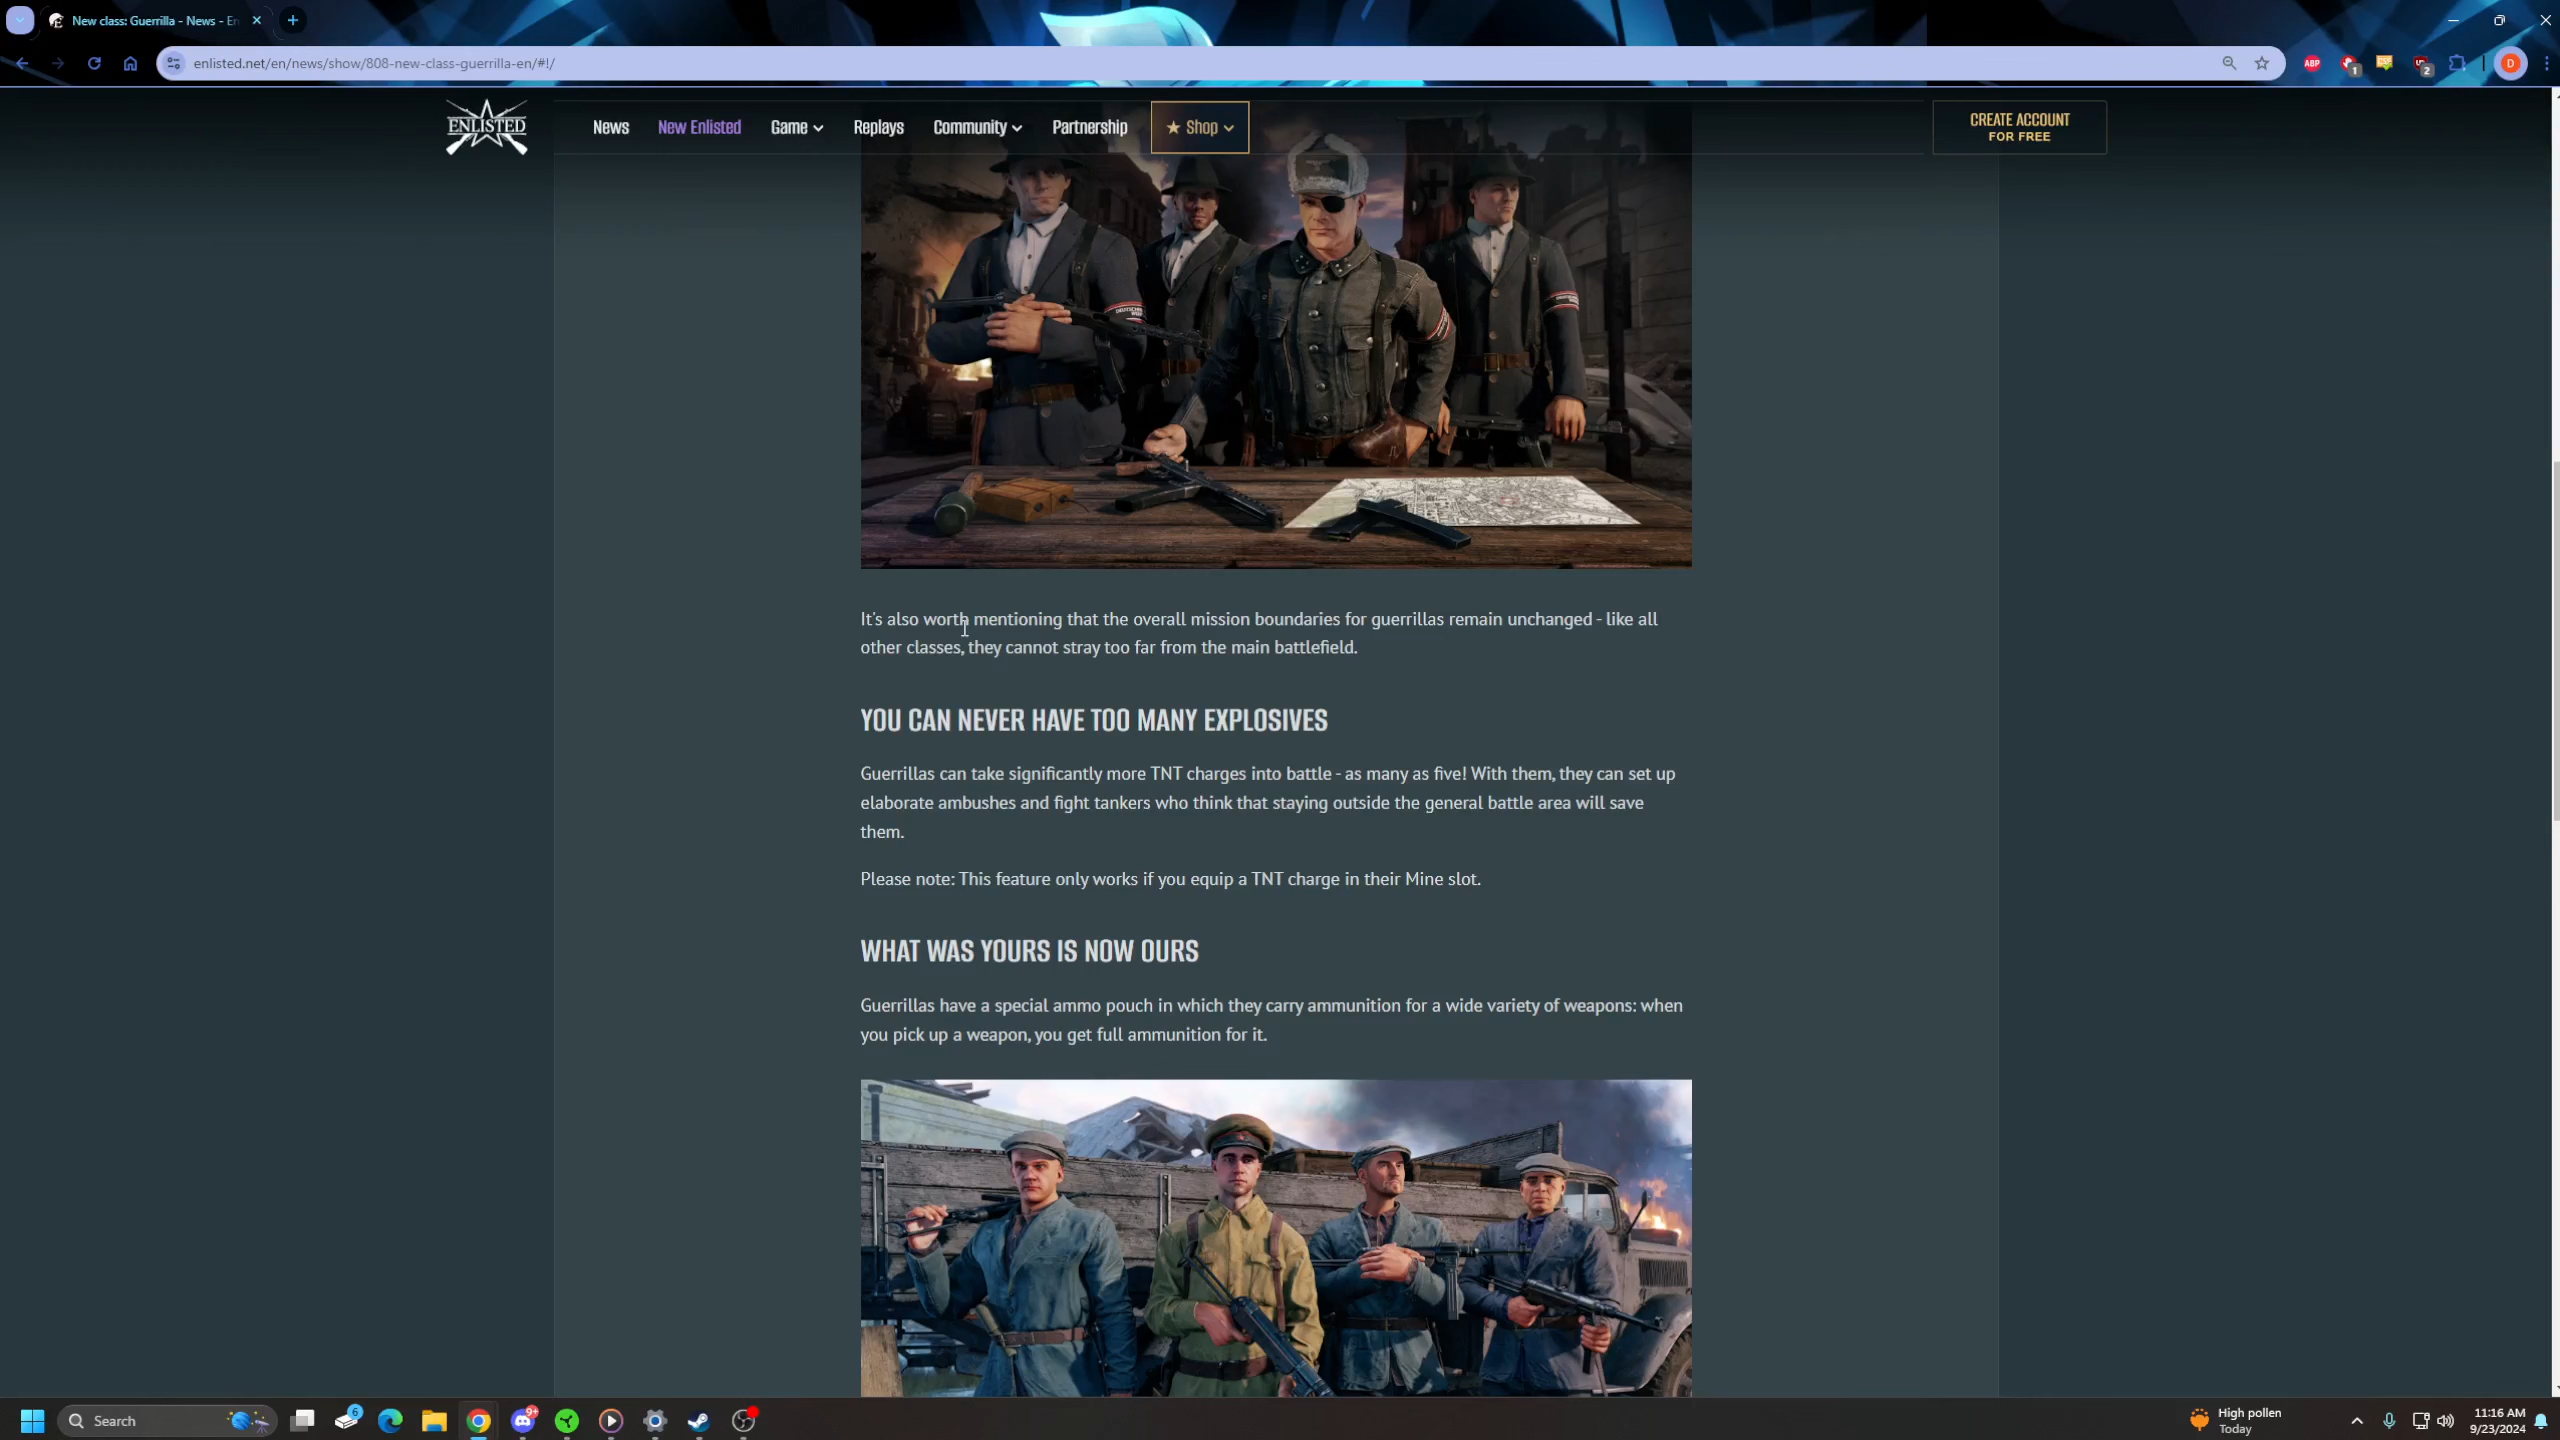 New class: Guerrilla - News - En
enlisted.net/en/news/show/808-new-class-guerrilla-en/#!/
ABP
1
2
D
ENLISTED
News
New Enlisted
Game
Replays
Community
Partnership
★ Shop
CREATE ACCOUNT
FOR FREE
It's also worth mentioning that the overall mission boundaries for guerrillas remain unchanged - like all
other classes, they cannot stray too far from the main battlefield.
YOU CAN NEVER HAVE TOO MANY EXPLOSIVES
Guerrillas can take significantly more TNT charges into battle - as many as five! With them, they can set up
elaborate ambushes and fight tankers who think that staying outside the general battle area will save
them.
Please note: This feature only works if you equip a TNT charge in their Mine slot.
WHAT WAS YOURS IS NOW OURS
Guerrillas have a special ammo pouch in which they carry ammunition for a wide variety of weapons: when
you pick up a weapon, you get full ammunition for it.
Search
6
9+
High pollen
Today
11:16 AM
9/23/2024